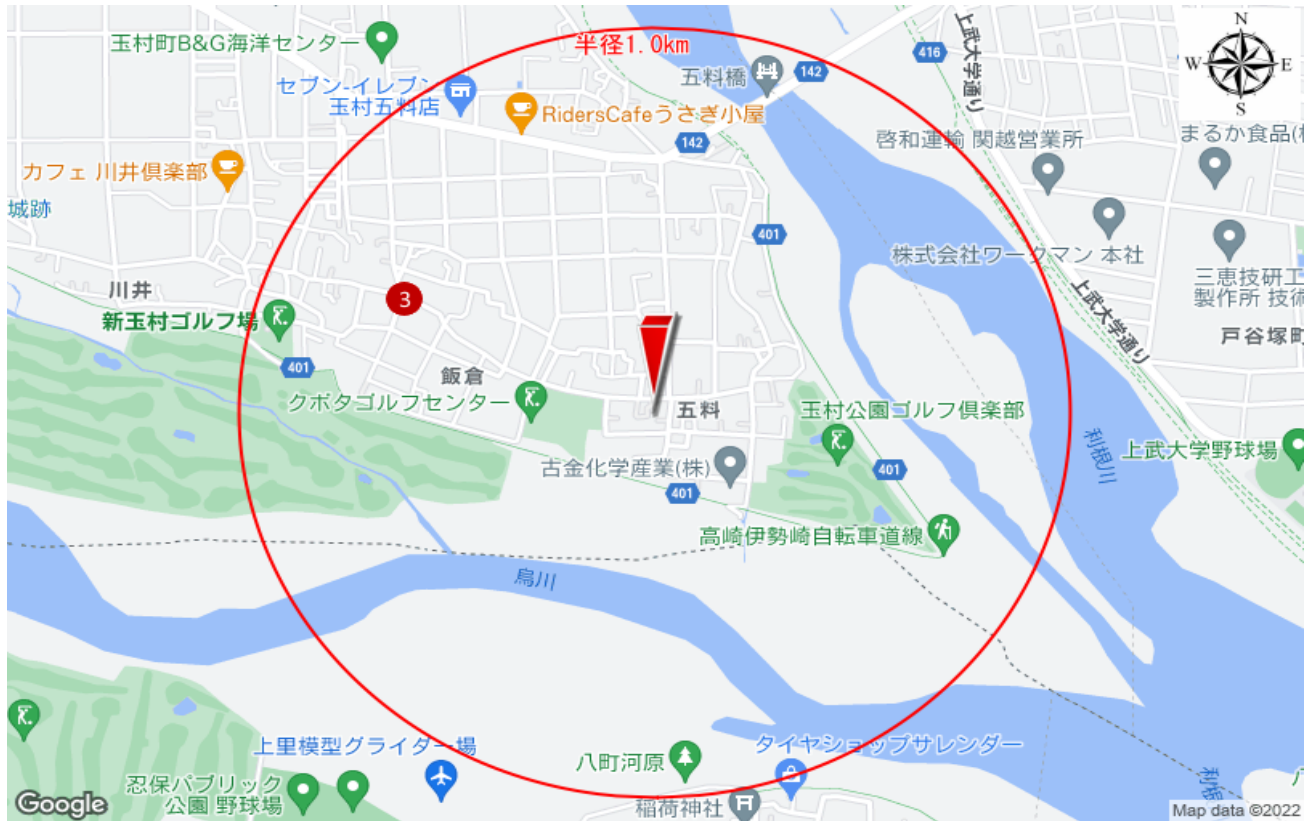 玉村町B&G海洋センター
半径1.0km
416
上武大学通り
N
W
E
S
五料橋
142
セブン-イレブン
玉村五料店
RidersCafeうさぎ小屋
142
啓和運輸 関越営業所
まるか食品(株
カフェ 川井倶楽部
城跡
401
株式会社ワークマン 本社
三恵技研工
製作所 技術
川井
3
上武大学通り
新玉村ゴルフ場
戸谷塚町
401
飯倉
クボタゴルフセンター
五料
玉村公園ゴルフ倶楽部
利根川
上武大学野球場
古金化学産業(株)
401
401
高崎伊勢崎自転車道線
烏川
上里模型グライダー場
八町河原
タイヤショップサレンダー
忍保パブリック
公園 野球場
稲荷神社
利根
八
Google
Map data ©2022